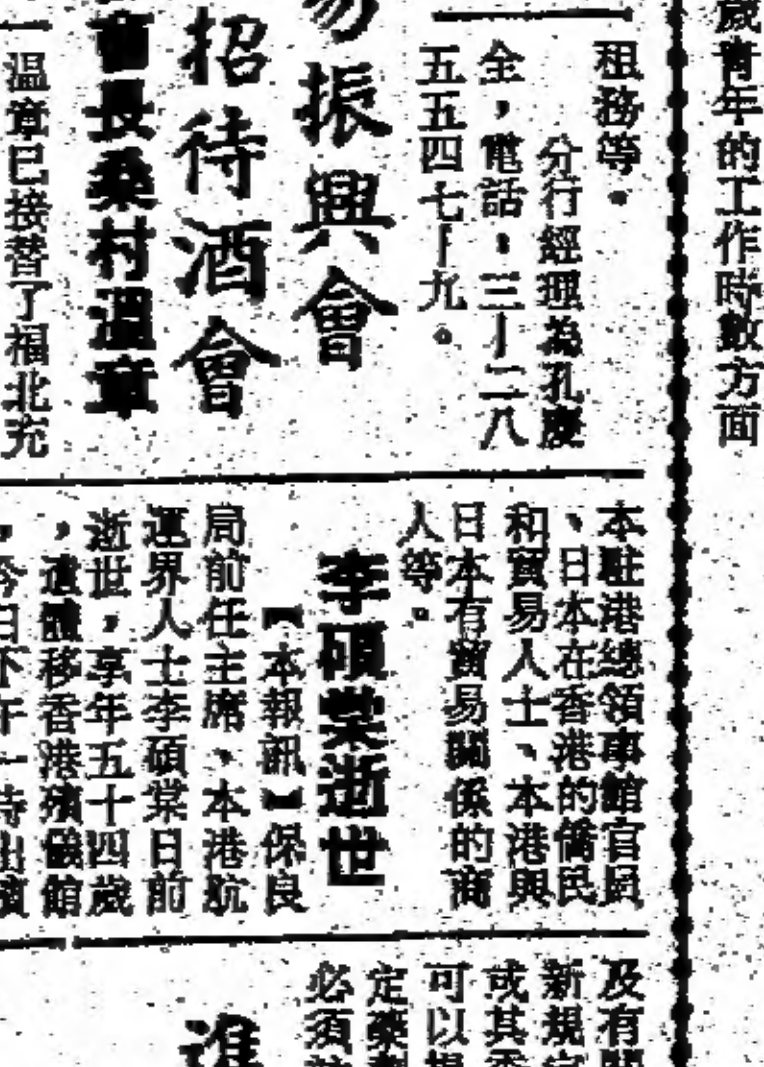 歲青年的工作時數方面
租務等。
分行經理為孔慶
全,電話:三—二八
五五四七—九。
易振興會
招待酒會
會長桑村溫章
溫章已接替了福北充
本駐港總領事館官員
、日本在香港的僑民
和貿易人士、本港與
日本有貿易關係的商
人等。
李碩棠逝世
【本報訊】保良
局前任主席、本港航
運界人士李碩棠日前
逝世,享年五十四歲
,遺體移香港殯儀館
,今日下午一時出殯
及有關
新規定
或其
可以
定藥
必須
進